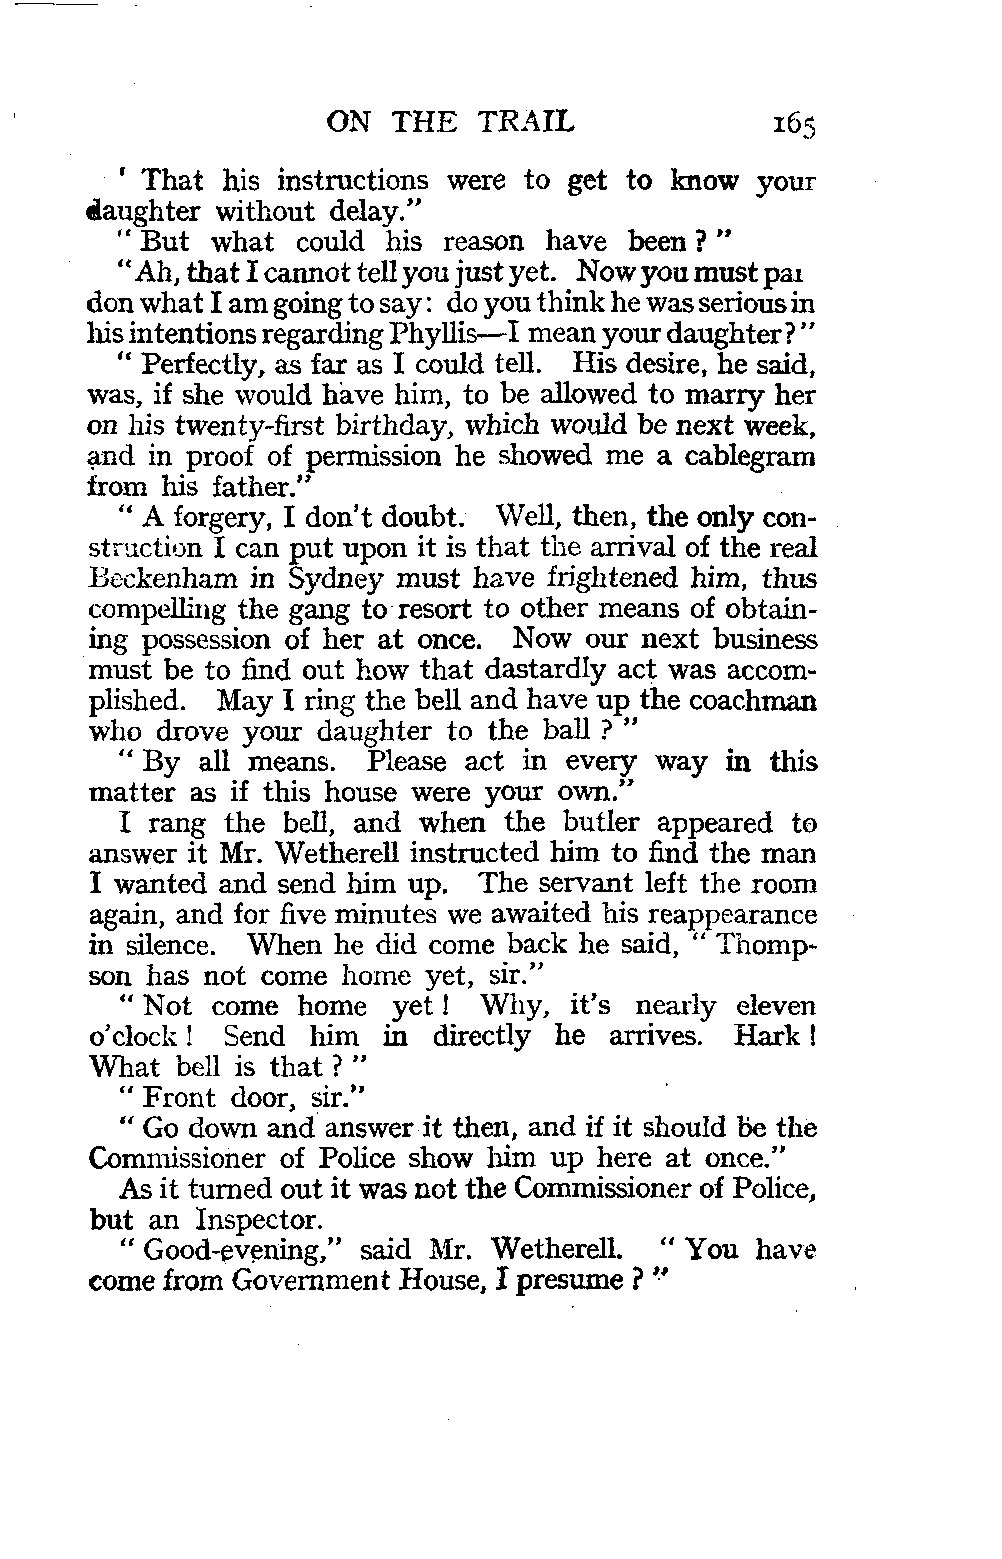 ON THE TRAIL 165
' That his instructions were to get to know your
daughter without delay."
" But what could his reason have been ? "
" Ah, that I cannot tell you just yet. Now you must par
don what I am going to say : do you think he was serious in
his intentions regarding Phyllis—I mean your daughter?"
" Perfectly, as far as I could tell. His desire, he said,
was, if she would have him, to be allowed to marry her
on his twenty-first birthday, which would be next week,
and in proof of permission he showed me a cablegram
from his father."
" A forgery, I don't doubt. Well, then, the only con-
struction I can put upon it is that the arrival of the real
Beckenham in Sydney must have frightened him, thus
compelling the gang to resort to other means of obtain-
ing possession of her at once. Now our next business
must be to find out how that dastardly act was accom-
plished. May I ring the bell and have up the coachman
who drove your daughter to the ball ? "
" By all means. Please act in every way in this
matter as if this house were your own."
I rang the bell, and when the butler appeared to
answer it Mr. Wetherell instructed him to find the man
I wanted and send him up. The servant left the room
again, and for five minutes we awaited his reappearance
in silence. When he did come back he said, " Thomp-
son has not come home yet, sir."
" Not come home yet ! Why, it's nearly eleven
o'clock ! Send him in directly he arrives. Hark !
What bell is that ? "
" Front door, sir."
" Go down and answer it then, and if it should be the
Commissioner of Police show him up here at once."
As it turned out it was not the Commissioner of Police,
but an Inspector.
" Good-evening," said Mr. Wetherell. " You have
come from Government House, I presume ? "